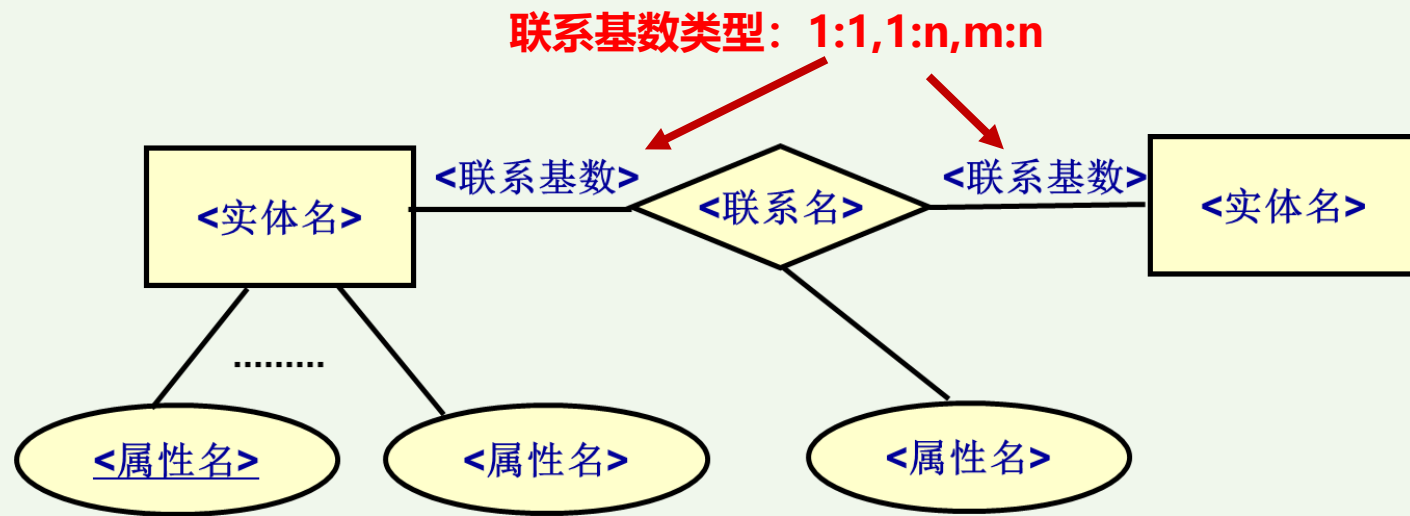 联系基数类型：1:1,1:n,m:n
<联系基数>
<联系基数>
<实体名>
<联系名>
<实体名>
.........
<属性名>
<属性名>
<属性名>